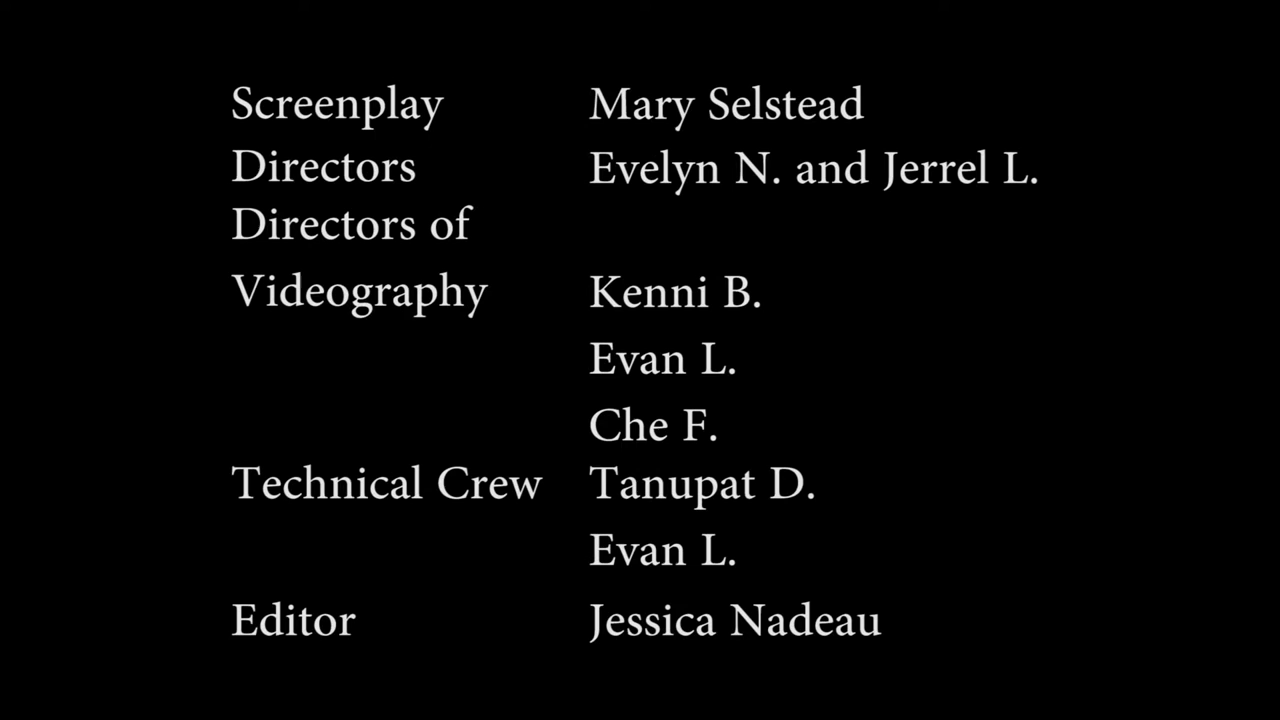 Screenplay Mary Selstead
Directors Evelyn N. and Jerrel L.
Directors of
Videography Kenni B.
Evan L.
Che F.
Technical Crew Tanupat D.
Evan L.
Editor Jessica Nadeau